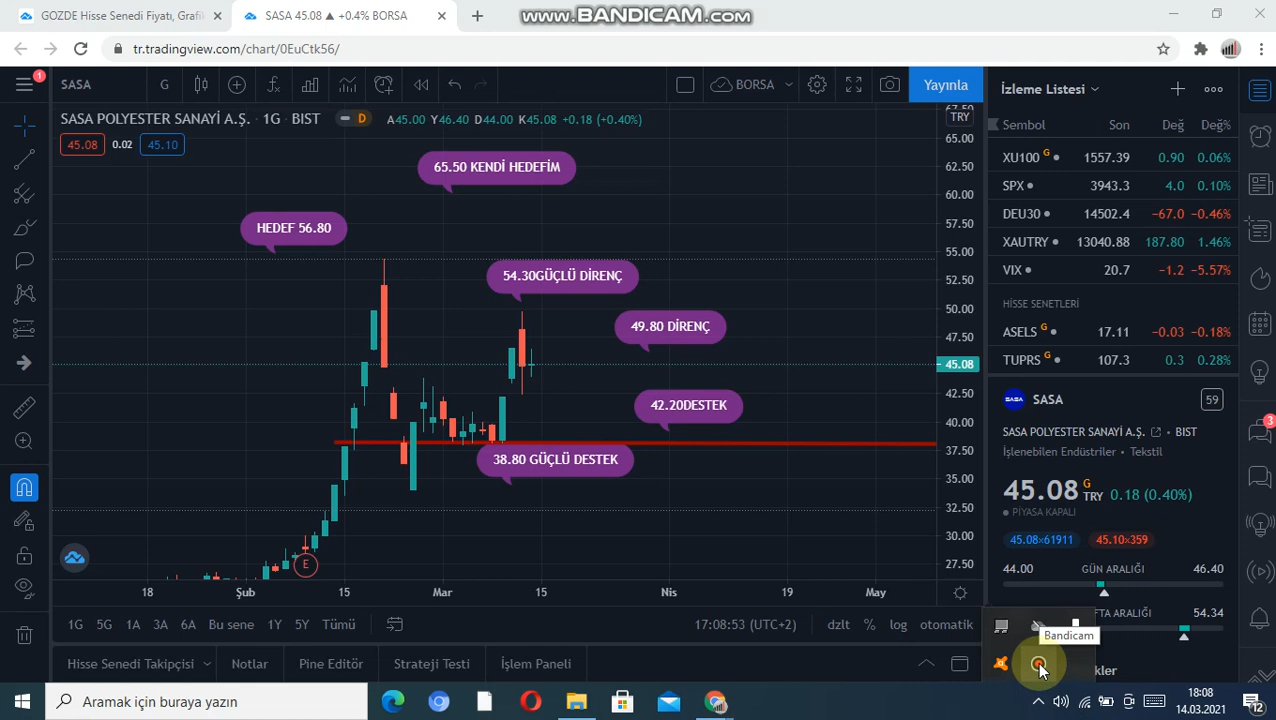 GOZDE Hisse Senedi Fiyatı, Grafik
SASA 45.08 ▲ +0.4% BORSA
www.BANDICAM.com
tr.tradingview.com/chart/0EuCtk56/
1
SASA
G
BORSA
Yayınla
SASA POLYESTER SANAYİ A.Ş. · 1G · BIST
D
A45.00 Y46.40 D44.00 K45.08 +0.18 (+0.40%)
45.08
0.02
45.10
67.50
TRY
65.00
62.50
60.00
57.50
55.00
52.50
50.00
47.50
45.08
42.50
40.00
37.50
35.00
32.50
30.00
27.50
65.50 KENDİ HEDEFİM
HEDEF 56.80
54.30GÜÇLÜ DİRENÇ
49.80 DİRENÇ
42.20DESTEK
38.80 GÜÇLÜ DESTEK
E
18
Şub
15
Mar
15
Nis
19
May
1G
5G
1A
3A
6A
Bu sene
1Y
5Y
Tümü
17:08:53 (UTC+2)
dzlt
%
log
otomatik
Hisse Senedi Takipçisi
Notlar
Pine Editör
Strateji Testi
İşlem Paneli
İzleme Listesi
Sembol Son Değ Değ%
XU100 G 1557.39 0.90 0.06%
SPX 3943.3 4.0 0.10%
DEU30 14502.4 −67.0 −0.46%
XAUTRY 13040.88 187.80 1.46%
VIX 20.7 −1.2 −5.57%
HİSSE SENETLERİ
ASELS G 17.11 −0.03 −0.18%
TUPRS G 107.3 0.3 0.28%
SASA
SASA
59
SASA POLYESTER SANAYİ A.Ş. · BIST
İşlenebilen Endüstriler · Tekstil
45.08 G TRY 0.18 (0.40%)
PİYASA KAPALI
45.08×61911
45.10×359
44.00 GÜN ARALIĞI 46.40
FTA ARALIĞI 54.34
Bandicam
kler
3
Aramak için buraya yazın
18:08
14.03.2021
12